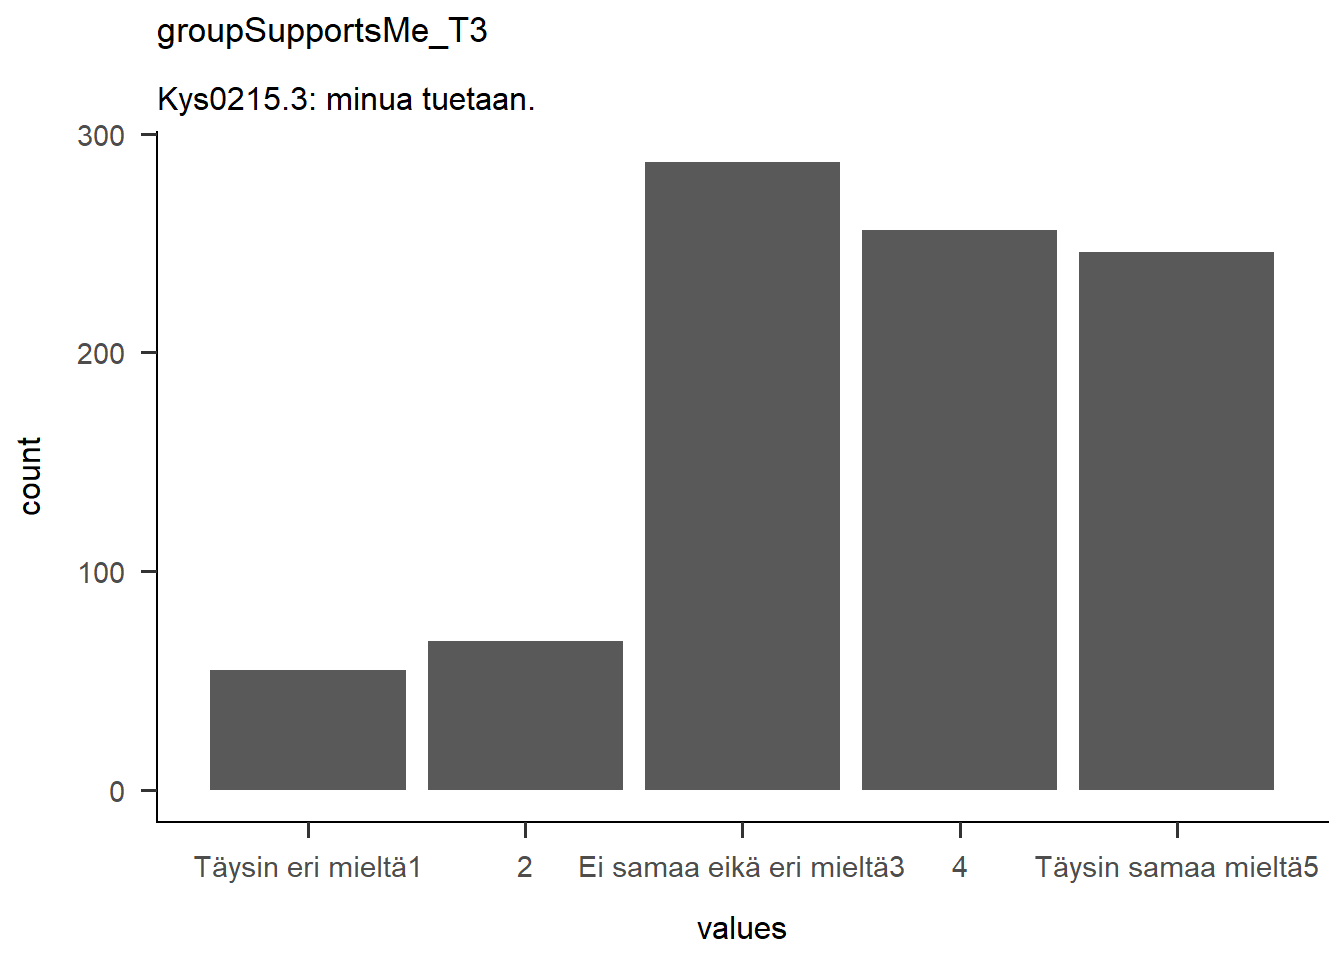 groupSupportsMe_T3
Kys0215.3: minua tuetaan.
300
200
100
0
count
Täysin eri mieltä1
2
Ei samaa eikä eri mieltä3
4
Täysin samaa mieltä5
values